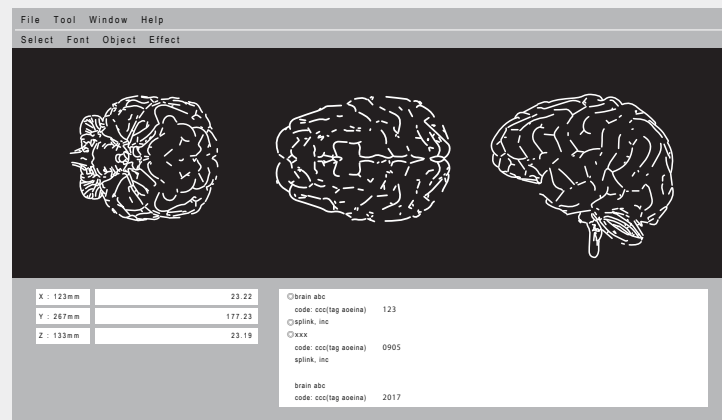 File Tool Window Help
Select Font Object Effect
X : 123mm 23.22
Y : 267mm 177.23
Z : 133mm 23.19
◎brain abc
code: ccc(tag aoeina) 123
◎splink, inc
◎xxx
code: ccc(tag aoeina) 0905
splink, inc
brain abc
code: ccc(tag aoeina) 2017